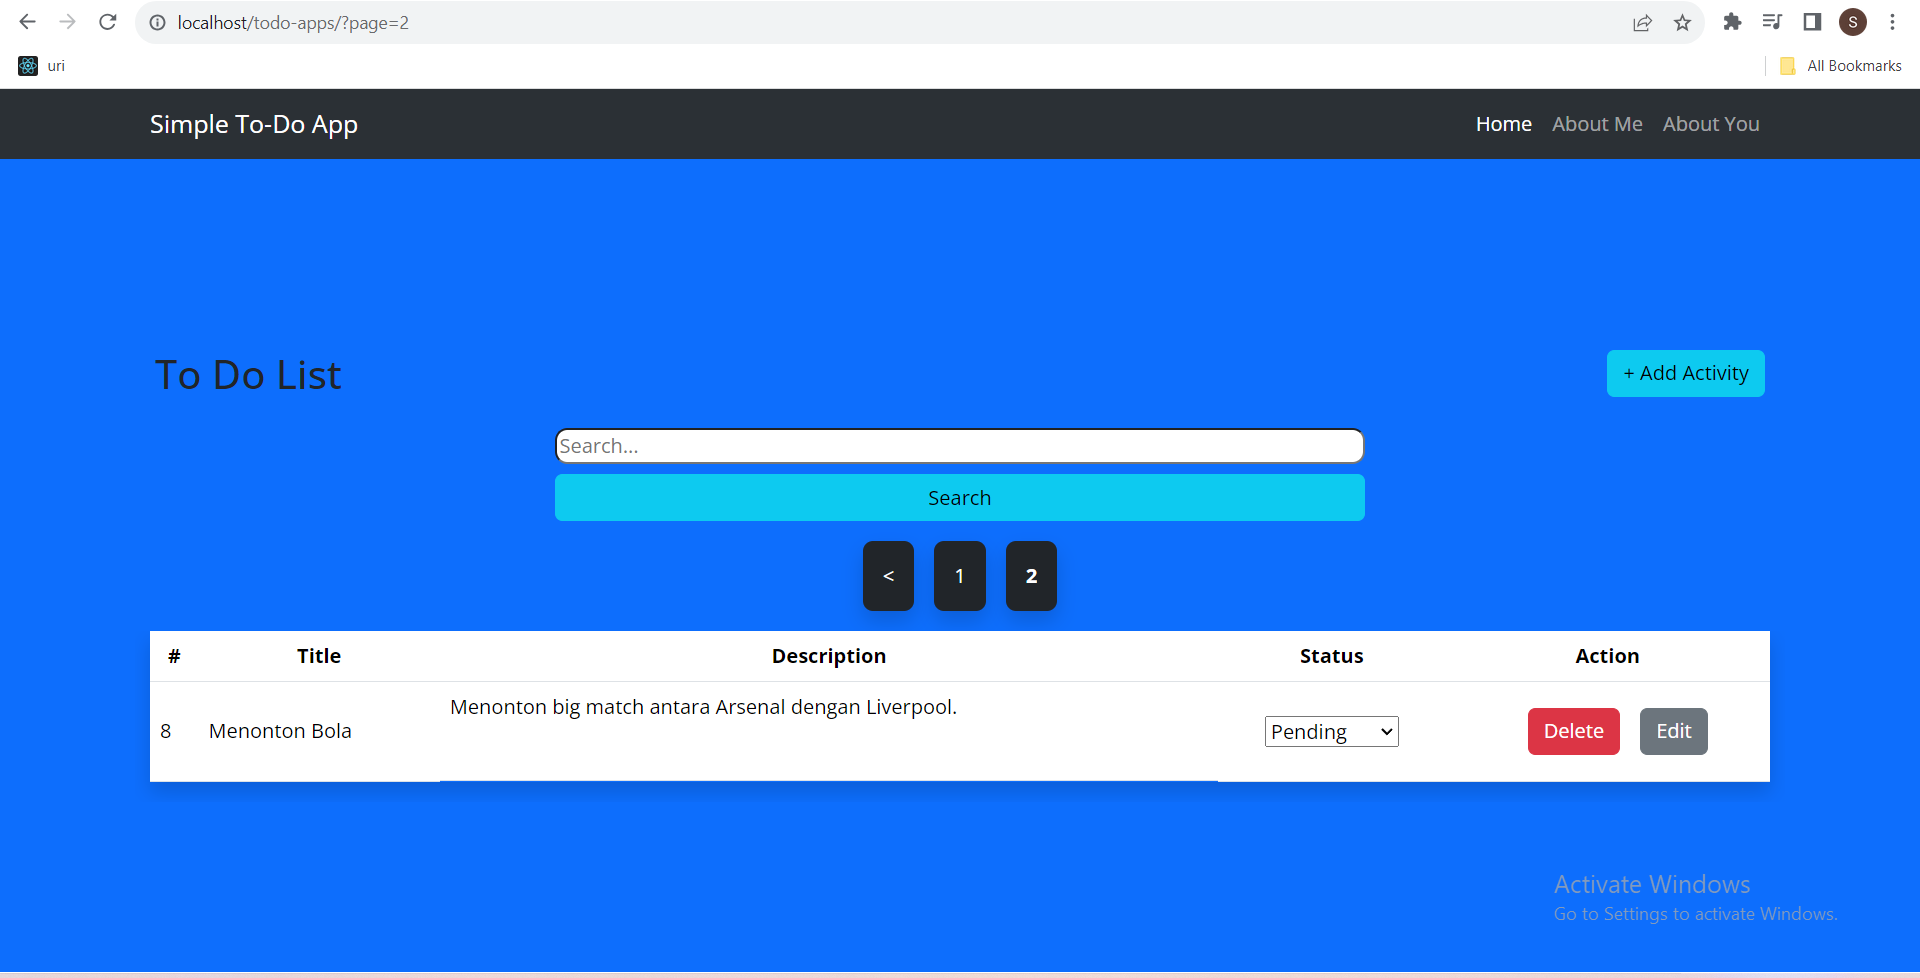 localhost/todo-apps/?page=2
S
uri
All Bookmarks
Simple To-Do App
Home About Me About You
To Do List
+ Add Activity
Search...
Search
< 1 2
# Title Description Status Action
8 Menonton Bola Menonton big match antara Arsenal dengan Liverpool. Pending Delete Edit
Activate Windows
Go to Settings to activate Windows.